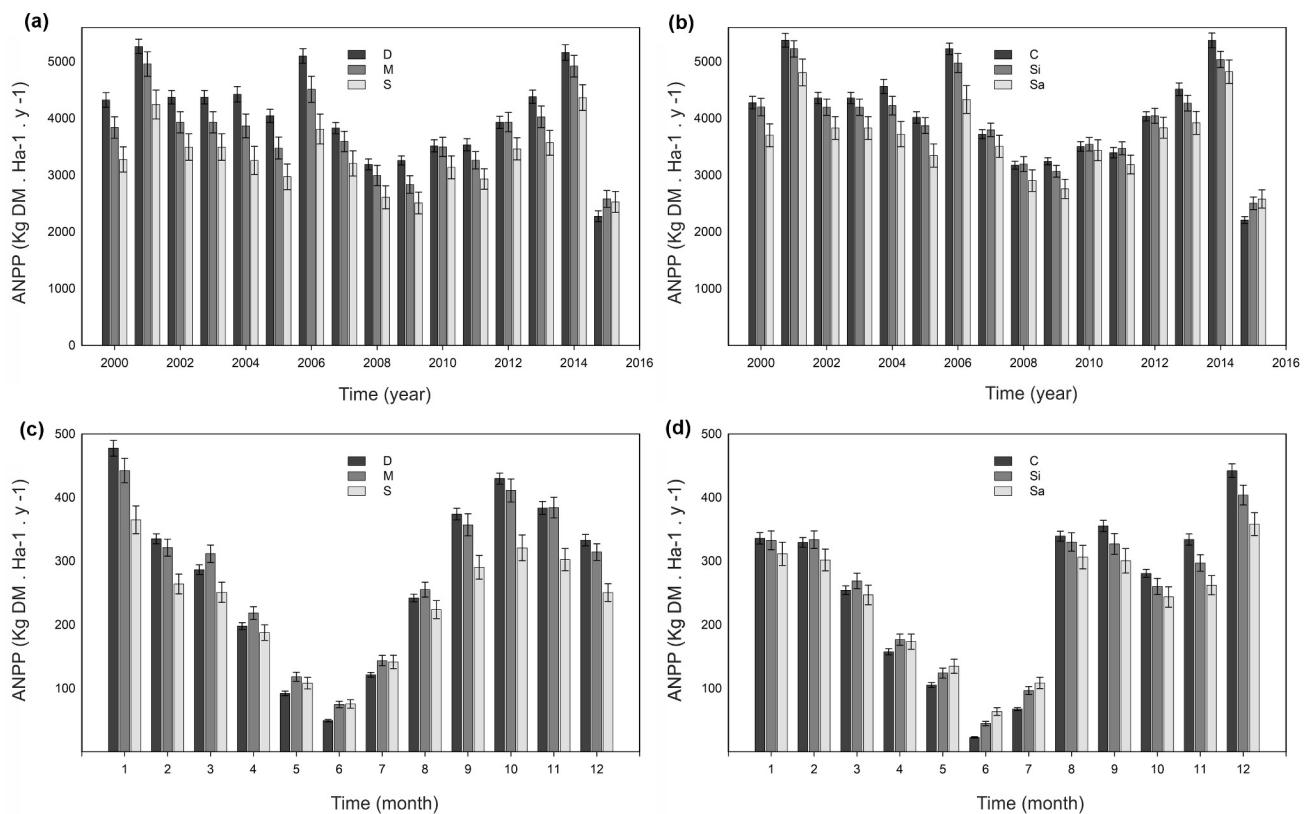 (a)
D
M
S
ANPP (Kg DM . Ha-1 . y -1)
5000
4000
3000
2000
1000
0
2000 2002 2004 2006 2008 2010 2012 2014 2016
Time (year)
(b)
C
Si
Sa
ANPP (Kg DM . Ha-1 . y -1)
5000
4000
3000
2000
1000
2000 2002 2004 2006 2008 2010 2012 2014 2016
Time (year)
(c)
D
M
S
ANPP (Kg DM . Ha-1 . y -1)
500
400
300
200
100
1 2 3 4 5 6 7 8 9 10 11 12
Time (month)
(d)
C
Si
Sa
ANPP (Kg DM . Ha-1 . y -1)
500
400
300
200
100
1 2 3 4 5 6 7 8 9 10 11 12
Time (month)